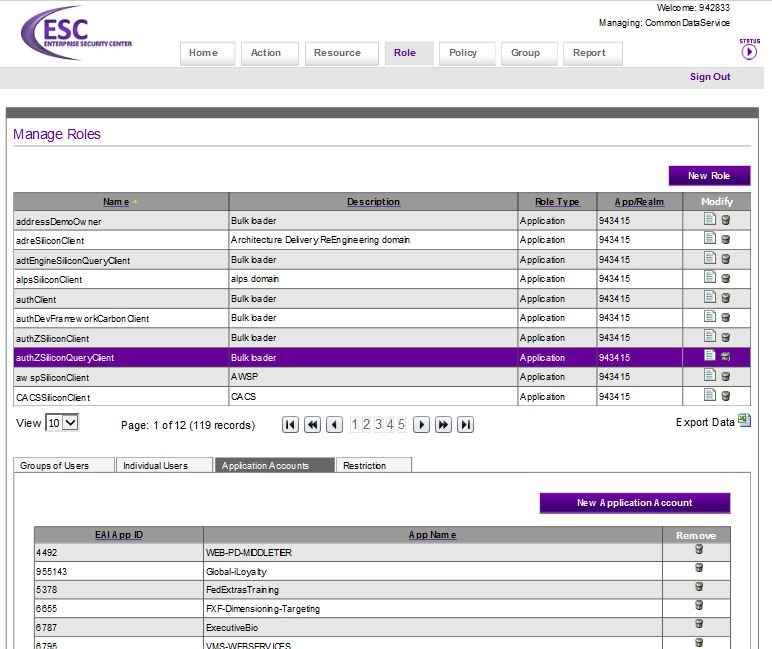 Welcome: 942833
Managing: CommonDataService
ESC
ENTERPRISE SECURITY CENTER
Home Action Resource Role Policy Group Report
STATUS
Sign Out
Manage Roles
New Role
Name Description Role Type App/Realm Modify
addressDemoOwner Bulk loader Application 943415
adreSiliconClient Architecture Delivery ReEngineering domain Application 943415
adtEngineSiliconQueryClient Bulk loader Application 943415
alpsSiliconClient alps domain Application 943415
authClient Bulk loader Application 943415
authDevFrameworkCarbonClient Bulk loader Application 943415
authZSiliconClient Bulk loader Application 943415
authZSiliconQueryClient Bulk loader Application 943415
awspSiliconClient AWSP Application 943415
CACSSiliconClient CACS Application 943415
View 10 Page: 1 of 12 (119 records) 1 2 3 4 5 Export Data
Groups of Users Individual Users Application Accounts Restriction
New Application Account
EAI App ID App Name Remove
4492 WEB-PD-MIDDLETIER
955143 Global-iLoyalty
5378 FedExtrasTraining
6655 FXF-Dimensioning-Targeting
6787 ExecutiveBio
6795 VMS-WEBSERVICES